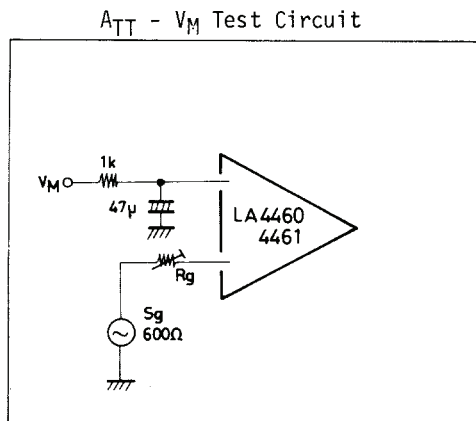 ATT - VM Test Circuit
1k
VM
47μ
LA4460
4461
Rg
Sg
600Ω